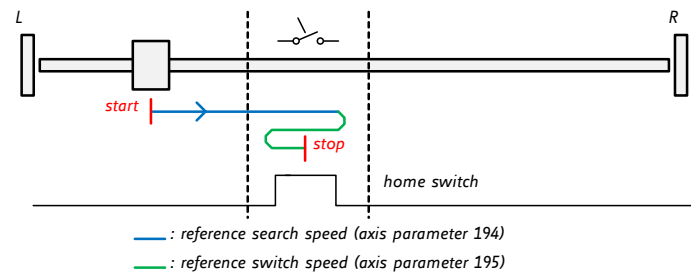 L
R
start
stop
home switch
: reference search speed (axis parameter 194)
: reference switch speed (axis parameter 195)